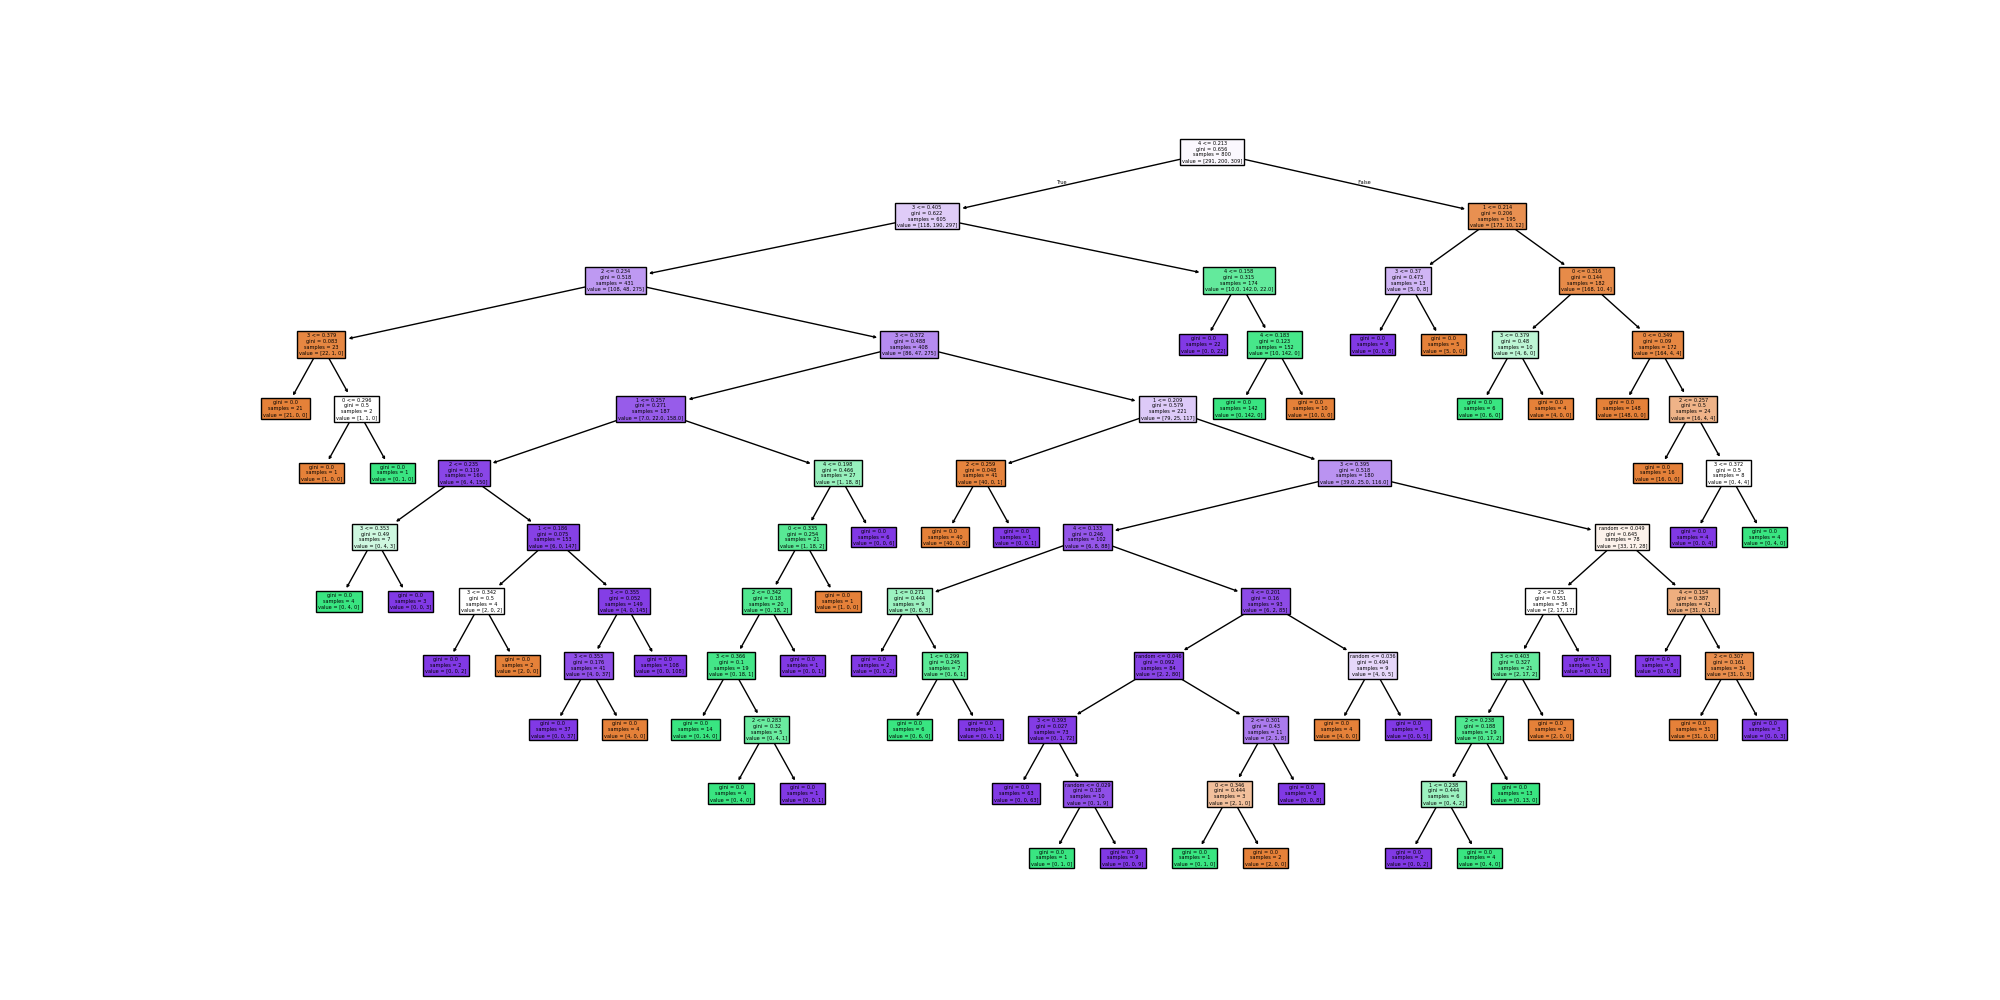 4 <= 0.213
gini = 0.656
samples = 800
value = [291, 200, 309]
True
False
3 <= 0.405
gini = 0.622
samples = 605
value = [118, 190, 297]
1 <= 0.214
gini = 0.206
samples = 195
value = [173, 10, 12]
2 <= 0.234
gini = 0.518
samples = 431
value = [108, 48, 275]
4 <= 0.158
gini = 0.315
samples = 174
value = [10.0, 142.0, 22.0]
3 <= 0.37
gini = 0.473
samples = 13
value = [5, 0, 8]
0 <= 0.316
gini = 0.144
samples = 182
value = [168, 10, 4]
3 <= 0.379
gini = 0.083
samples = 23
value = [22, 1, 0]
3 <= 0.372
gini = 0.488
samples = 408
value = [86, 47, 275]
gini = 0.0
samples = 22
value = [0, 0, 22]
4 <= 0.183
gini = 0.123
samples = 152
value = [10, 142, 0]
gini = 0.0
samples = 8
value = [0, 0, 8]
gini = 0.0
samples = 5
value = [5, 0, 0]
3 <= 0.379
gini = 0.48
samples = 10
value = [4, 6, 0]
0 <= 0.349
gini = 0.09
samples = 172
value = [164, 4, 4]
gini = 0.0
samples = 21
value = [21, 0, 0]
0 <= 0.296
gini = 0.5
samples = 2
value = [1, 1, 0]
1 <= 0.257
gini = 0.271
samples = 187
value = [7.0, 22.0, 158.0]
1 <= 0.209
gini = 0.579
samples = 221
value = [79, 25, 117]
gini = 0.0
samples = 142
value = [0, 142, 0]
gini = 0.0
samples = 10
value = [10, 0, 0]
gini = 0.0
samples = 6
value = [0, 6, 0]
gini = 0.0
samples = 4
value = [4, 0, 0]
gini = 0.0
samples = 148
value = [148, 0, 0]
2 <= 0.257
gini = 0.5
samples = 24
value = [16, 4, 4]
gini = 0.0
samples = 1
value = [1, 0, 0]
gini = 0.0
samples = 1
value = [0, 1, 0]
2 <= 0.235
gini = 0.119
samples = 160
value = [6, 4, 150]
4 <= 0.198
gini = 0.466
samples = 27
value = [1, 18, 8]
2 <= 0.259
gini = 0.048
samples = 41
value = [40, 0, 1]
3 <= 0.395
gini = 0.518
samples = 180
value = [39.0, 25.0, 116.0]
gini = 0.0
samples = 16
value = [16, 0, 0]
3 <= 0.372
gini = 0.5
samples = 8
value = [0, 4, 4]
3 <= 0.353
gini = 0.49
samples = 7
value = [0, 4, 3]
1 <= 0.186
gini = 0.075
samples = 153
value = [6, 0, 147]
0 <= 0.335
gini = 0.254
samples = 21
value = [1, 18, 2]
gini = 0.0
samples = 6
value = [0, 0, 6]
gini = 0.0
samples = 40
value = [40, 0, 0]
gini = 0.0
samples = 1
value = [0, 0, 1]
4 <= 0.133
gini = 0.246
samples = 102
value = [6, 8, 88]
random <= 0.049
gini = 0.645
samples = 78
value = [33, 17, 28]
gini = 0.0
samples = 4
value = [0, 0, 4]
gini = 0.0
samples = 4
value = [0, 4, 0]
gini = 0.0
samples = 4
value = [0, 4, 0]
gini = 0.0
samples = 3
value = [0, 0, 3]
3 <= 0.342
gini = 0.5
samples = 4
value = [2, 0, 2]
3 <= 0.355
gini = 0.052
samples = 149
value = [4, 0, 145]
2 <= 0.342
gini = 0.18
samples = 20
value = [0, 18, 2]
gini = 0.0
samples = 1
value = [1, 0, 0]
1 <= 0.271
gini = 0.444
samples = 9
value = [0, 6, 3]
4 <= 0.201
gini = 0.16
samples = 93
value = [6, 2, 85]
2 <= 0.25
gini = 0.551
samples = 36
value = [2, 17, 17]
4 <= 0.154
gini = 0.387
samples = 42
value = [31, 0, 11]
gini = 0.0
samples = 2
value = [0, 0, 2]
gini = 0.0
samples = 2
value = [2, 0, 0]
3 <= 0.353
gini = 0.176
samples = 41
value = [4, 0, 37]
gini = 0.0
samples = 108
value = [0, 0, 108]
3 <= 0.366
gini = 0.1
samples = 19
value = [0, 18, 1]
gini = 0.0
samples = 1
value = [0, 0, 1]
gini = 0.0
samples = 2
value = [0, 0, 2]
1 <= 0.299
gini = 0.245
samples = 7
value = [0, 6, 1]
random <= 0.046
gini = 0.092
samples = 84
value = [2, 2, 80]
random <= 0.036
gini = 0.494
samples = 9
value = [4, 0, 5]
3 <= 0.403
gini = 0.327
samples = 21
value = [2, 17, 2]
gini = 0.0
samples = 15
value = [0, 0, 15]
gini = 0.0
samples = 8
value = [0, 0, 8]
2 <= 0.307
gini = 0.161
samples = 34
value = [31, 0, 3]
gini = 0.0
samples = 37
value = [0, 0, 37]
gini = 0.0
samples = 4
value = [4, 0, 0]
gini = 0.0
samples = 14
value = [0, 14, 0]
2 <= 0.283
gini = 0.32
samples = 5
value = [0, 4, 1]
gini = 0.0
samples = 6
value = [0, 6, 0]
gini = 0.0
samples = 1
value = [0, 0, 1]
3 <= 0.393
gini = 0.027
samples = 73
value = [0, 1, 72]
2 <= 0.301
gini = 0.43
samples = 11
value = [2, 1, 8]
gini = 0.0
samples = 4
value = [4, 0, 0]
gini = 0.0
samples = 5
value = [0, 0, 5]
2 <= 0.238
gini = 0.188
samples = 19
value = [0, 17, 2]
gini = 0.0
samples = 2
value = [2, 0, 0]
gini = 0.0
samples = 31
value = [31, 0, 0]
gini = 0.0
samples = 3
value = [0, 0, 3]
gini = 0.0
samples = 4
value = [0, 4, 0]
gini = 0.0
samples = 1
value = [0, 0, 1]
gini = 0.0
samples = 63
value = [0, 0, 63]
random <= 0.029
gini = 0.18
samples = 10
value = [0, 1, 9]
0 <= 0.346
gini = 0.444
samples = 3
value = [2, 1, 0]
gini = 0.0
samples = 8
value = [0, 0, 8]
1 <= 0.238
gini = 0.444
samples = 6
value = [0, 4, 2]
gini = 0.0
samples = 13
value = [0, 13, 0]
gini = 0.0
samples = 1
value = [0, 1, 0]
gini = 0.0
samples = 9
value = [0, 0, 9]
gini = 0.0
samples = 1
value = [0, 1, 0]
gini = 0.0
samples = 2
value = [2, 0, 0]
gini = 0.0
samples = 2
value = [0, 0, 2]
gini = 0.0
samples = 4
value = [0, 4, 0]